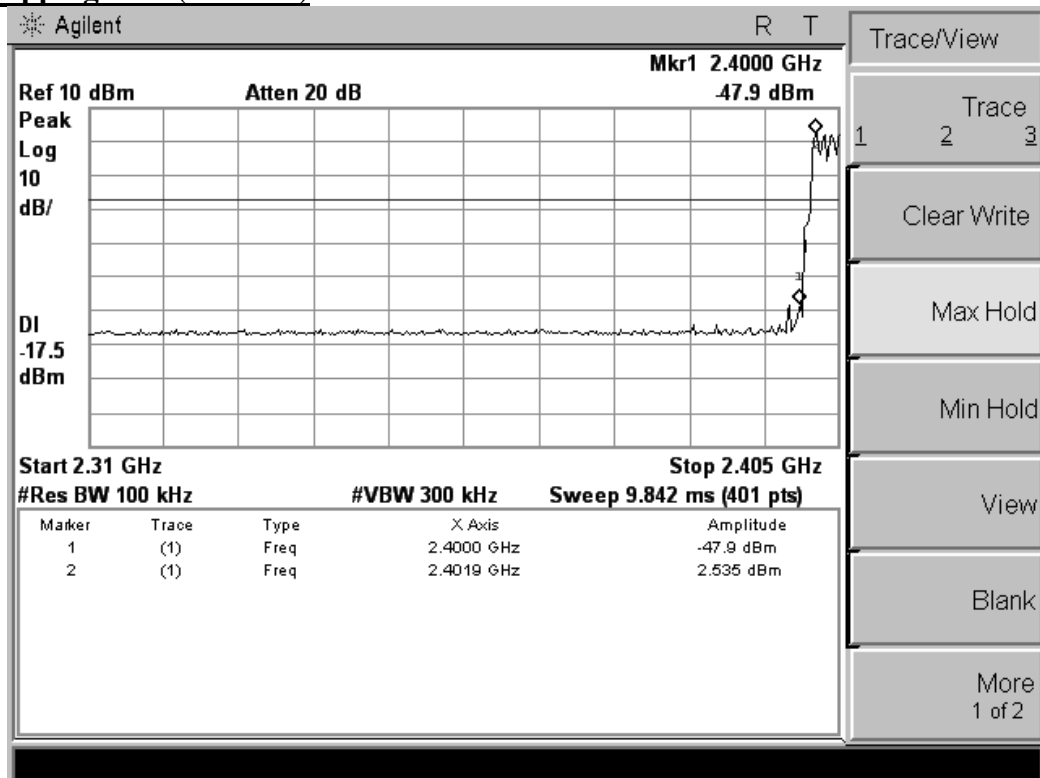 Agilent
R T
Mkr1 2.4000 GHz
Ref 10 dBm Atten 20 dB -47.9 dBm
Peak
Log
10
dB/
DI
-17.5
dBm
Start 2.31 GHz Stop 2.405 GHz
#Res BW 100 kHz #VBW 300 kHz Sweep 9.842 ms (401 pts)
Marker Trace Type X Axis Amplitude
1 (1) Freq 2.4000 GHz -47.9 dBm
2 (1) Freq 2.4019 GHz 2.535 dBm
Trace/View
Trace
1 2 3
Clear Write
Max Hold
Min Hold
View
Blank
More
1 of 2